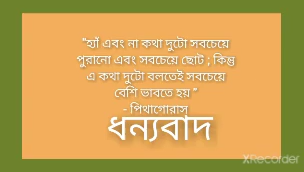 "হ্যাঁ এবং না কথা দুটো সবচেয়ে
পুরানো এবং সবচেয়ে ছোট ; কিন্তু
এ কথা দুটো বলতেই সবচেয়ে
বেশি ভাবতে হয় "
- পিথাগোরাস
ধন্যবাদ
XRecorder